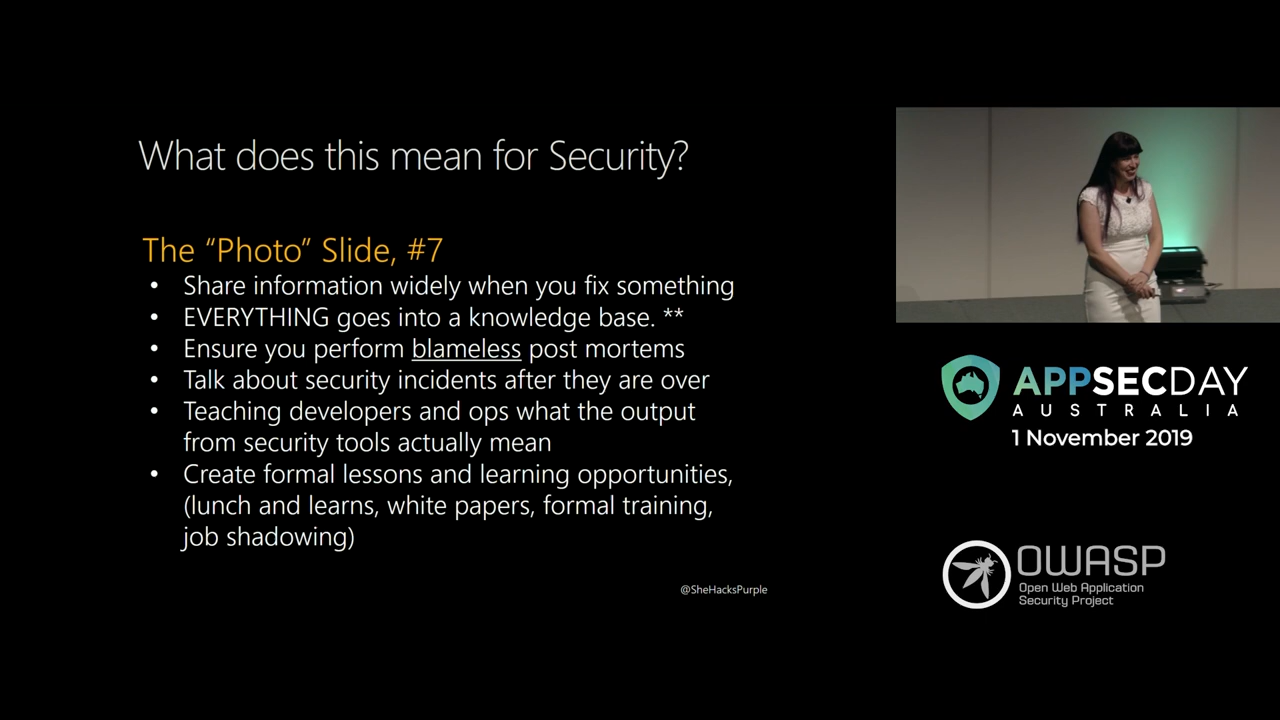 What does this mean for Security?
The “Photo” Slide, #7
• Share information widely when you fix something
• EVERYTHING goes into a knowledge base. **
• Ensure you perform blameless post mortems
• Talk about security incidents after they are over
• Teaching developers and ops what the output
from security tools actually mean
• Create formal lessons and learning opportunities,
(lunch and learns, white papers, formal training,
job shadowing)
@SheHacksPurple
APPSECDAY
AUSTRALIA
1 November 2019
OWASP
Open Web Application
Security Project